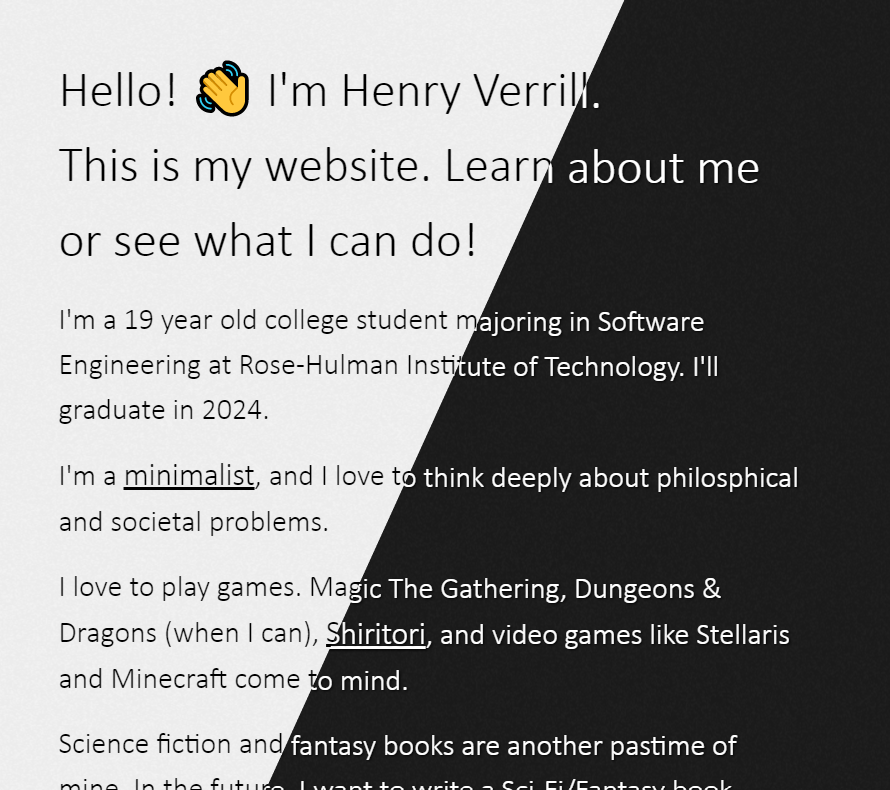 Hello! 👋 I'm Henry Verrill.
This is my website. Learn about me
or see what I can do!
I'm a 19 year old college student majoring in Software
Engineering at Rose-Hulman Institute of Technology. I'll
graduate in 2024.
I'm a minimalist, and I love to think deeply about philosphical
and societal problems.
I love to play games. Magic The Gathering, Dungeons &
Dragons (when I can), Shiritori, and video games like Stellaris
and Minecraft come to mind.
Science fiction and fantasy books are another pastime of
mine. In the future, I want to write a Sci-Fi/Fantasy book